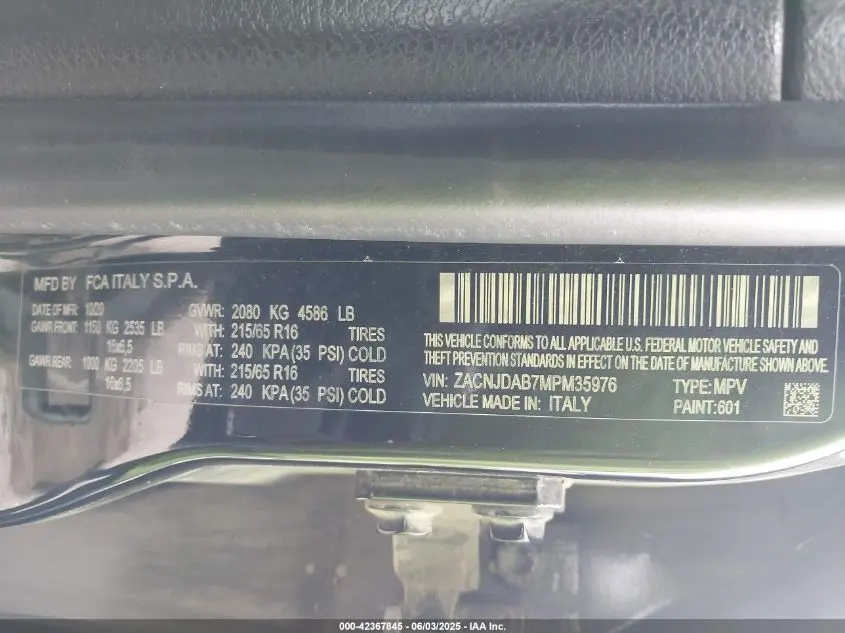 MFD BY FCA ITALY S.P.A.
DATE OF MFR: 10/20 GVWR: 2080 KG 4586 LB
GAWR FRONT: 1150 KG 2535 LB WITH: 215/65 R16 TIRES
16x6,5 RIMS AT: 240 KPA (35 PSI) COLD
GAWR REAR: 1000 KG 2205 LB WITH: 215/65 R16 TIRES
16x6,5 RIMS AT: 240 KPA (35 PSI) COLD
THIS VEHICLE CONFORMS TO ALL APPLICABLE U.S. FEDERAL MOTOR VEHICLE SAFETY AND
THEFT PREVENTION STANDARDS IN EFFECT ON THE DATE OF MANUFACTURE SHOWN ABOVE.
VIN: ZACNJDAB7MPM35976 TYPE: MPV
VEHICLE MADE IN: ITALY PAINT: 601
000-42367845 - 06/03/2025 - IAA Inc.